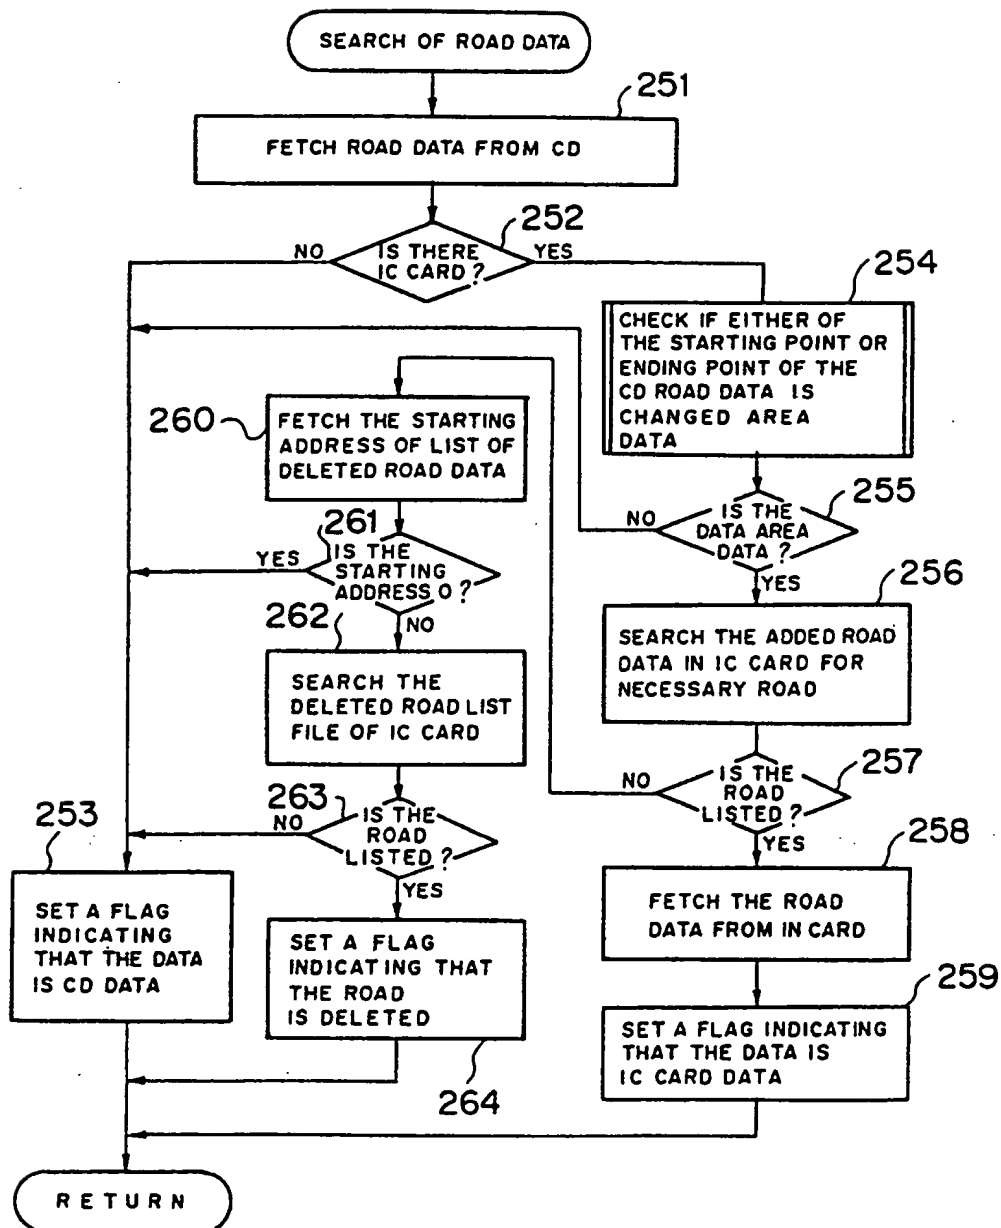 SEARCH OF ROAD DATA
251
FETCH ROAD DATA FROM CD
252
NO
IS THERE
IC CARD?
YES
254
CHECK IF EITHER OF
THE STARTING POINT OR
ENDING POINT OF THE
CD ROAD DATA IS
CHANGED AREA
DATA
260
FETCH THE STARTING
ADDRESS OF LIST OF
DELETED ROAD DATA
255
NO
IS THE
DATA AREA
DATA?
YES
261
YES
IS THE
STARTING
ADDRESS 0?
NO
256
SEARCH THE ADDED ROAD
DATA IN IC CARD FOR
NECESSARY ROAD
262
SEARCH THE
DELETED ROAD LIST
FILE OF IC CARD
257
NO
IS THE
ROAD
LISTED?
YES
263
NO
IS THE
ROAD
LISTED?
YES
253
SET A FLAG
INDICATING
THAT THE DATA
IS CD DATA
258
FETCH THE ROAD
DATA FROM IN CARD
SET A FLAG
INDICATING THAT
THE ROAD
IS DELETED
264
259
SET A FLAG INDICATING
THAT THE DATA IS
IC CARD DATA
RETURN